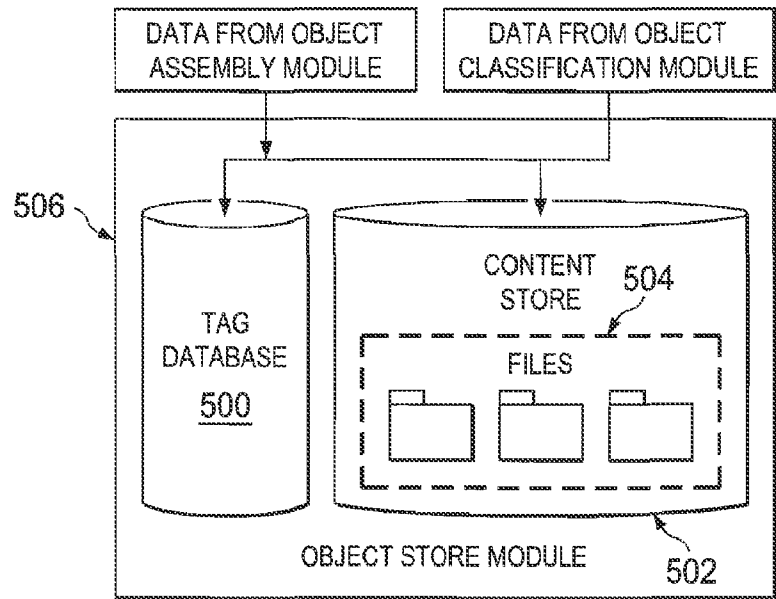 DATA FROM OBJECT
ASSEMBLY MODULE
DATA FROM OBJECT
CLASSIFICATION MODULE
506
TAG
DATABASE
500
CONTENT
STORE
504
FILES
OBJECT STORE MODULE
502